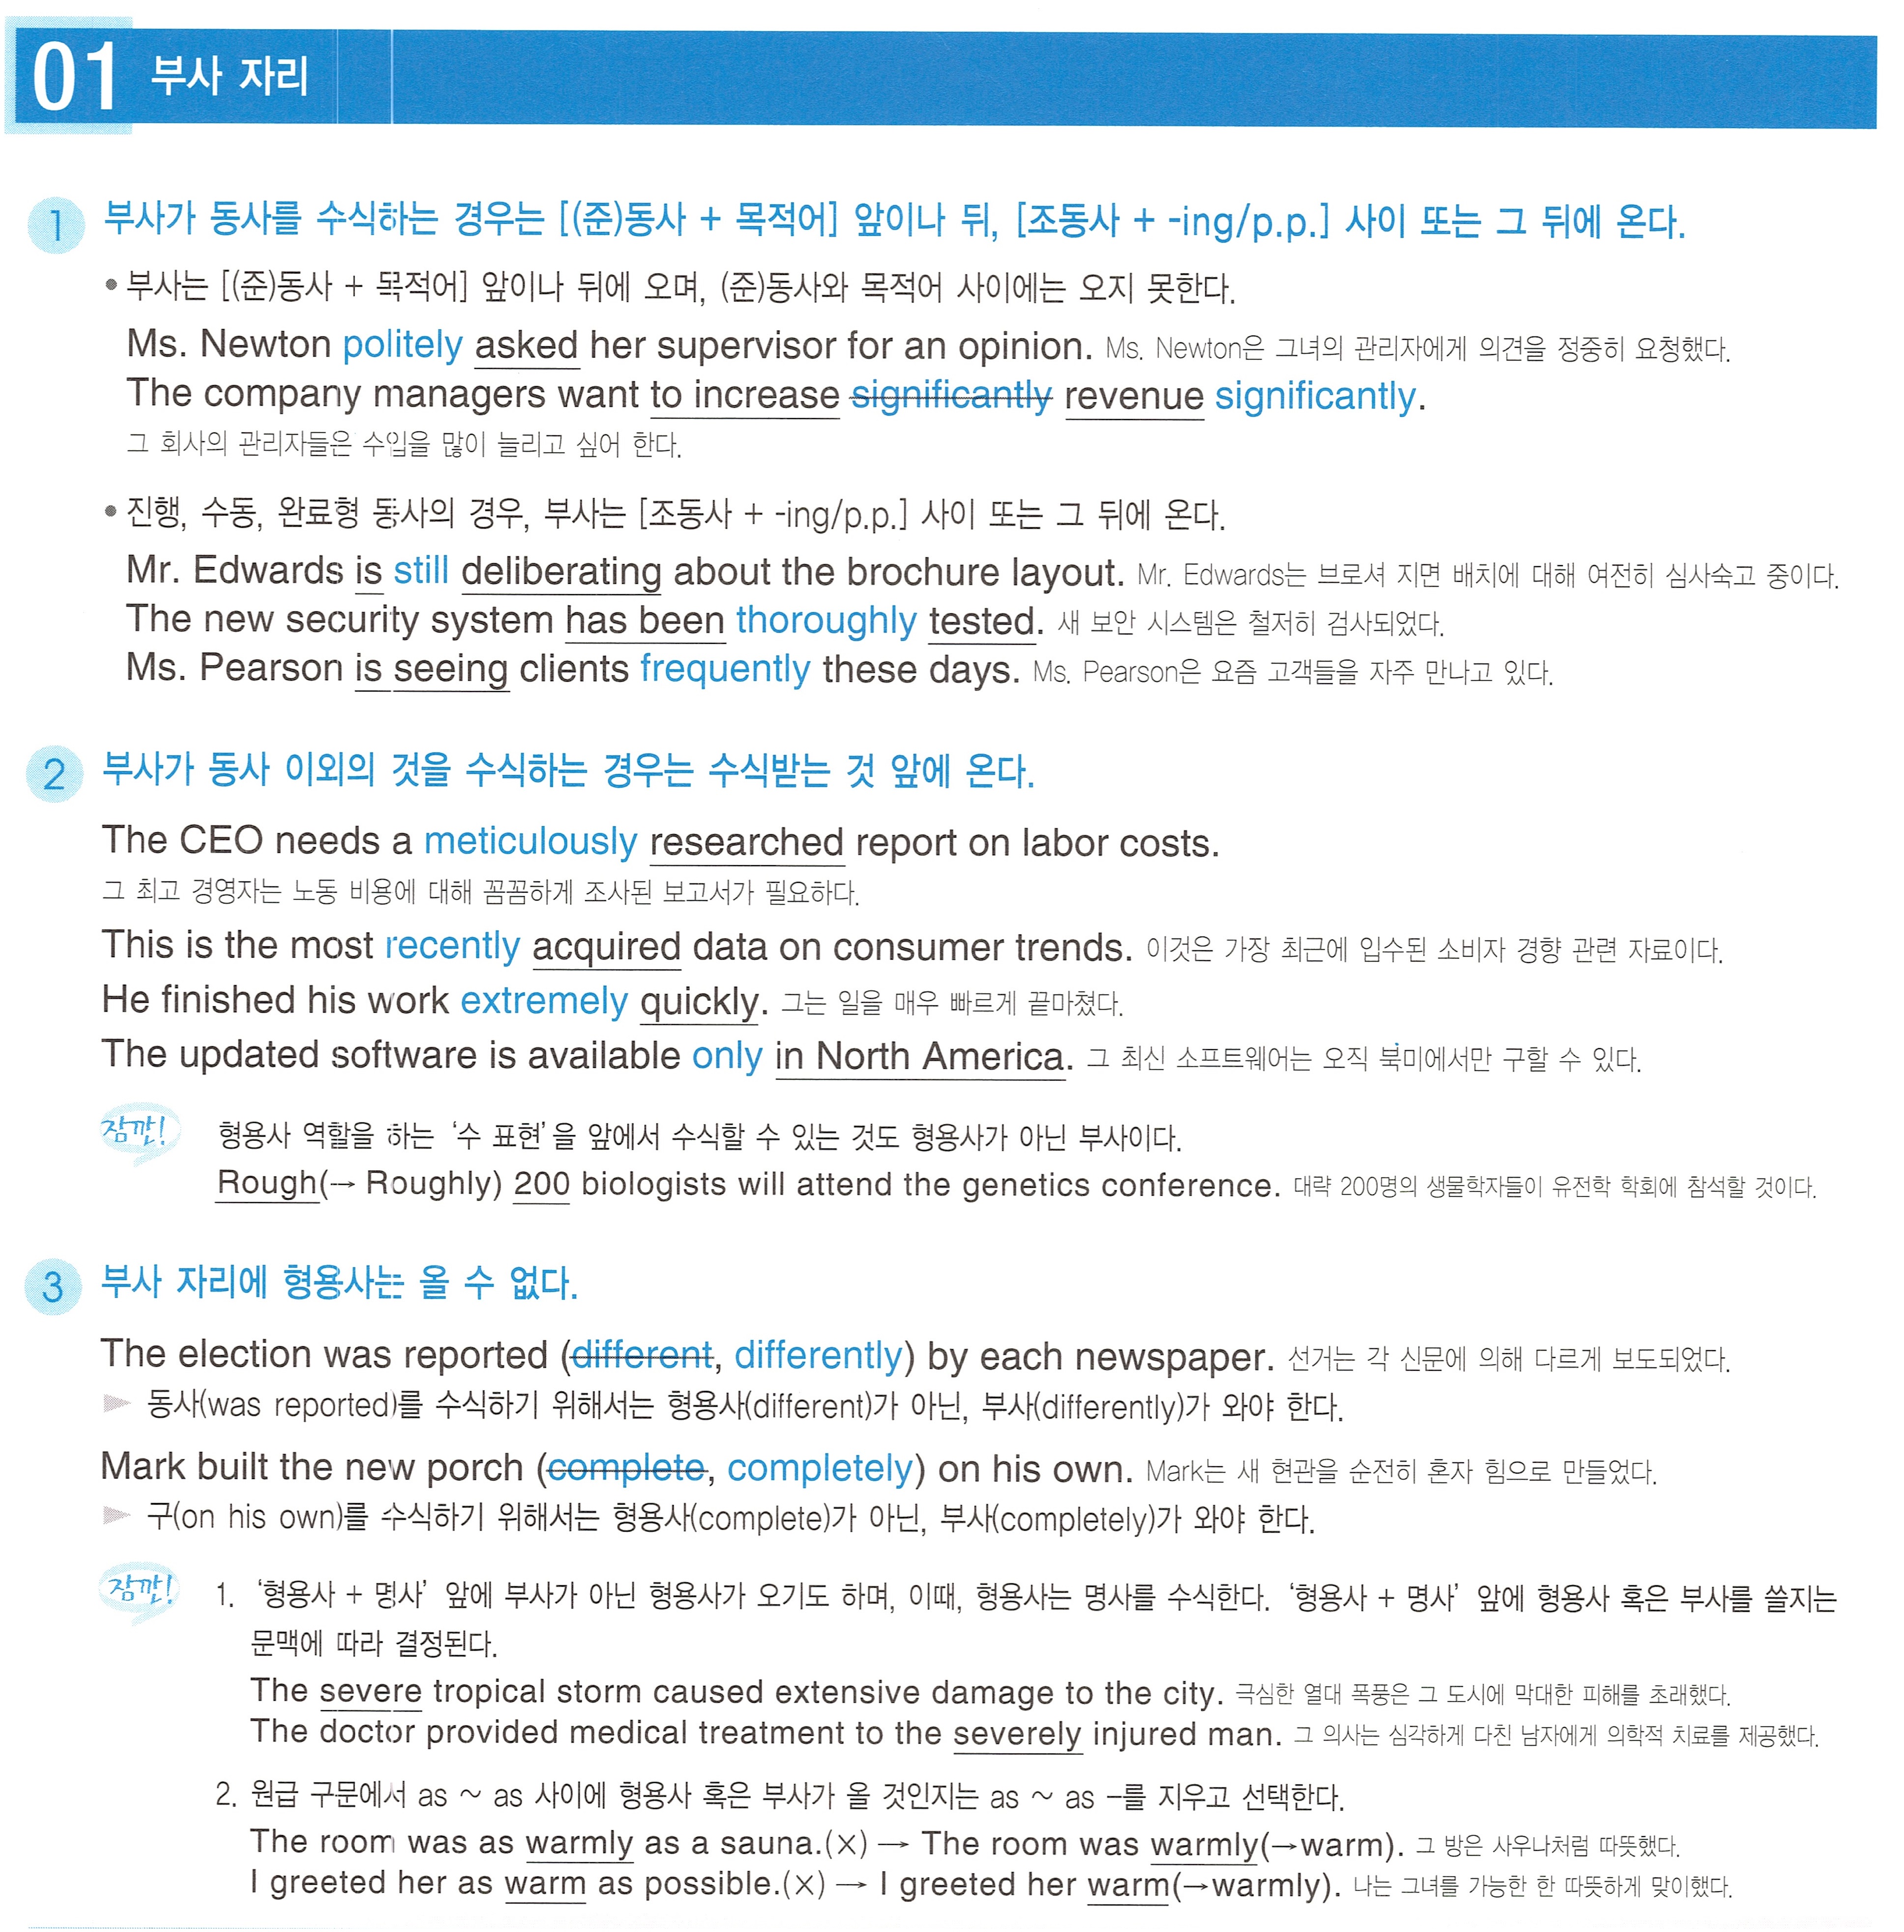 01 부사 자리
1 부사가 동사를 수식하는 경우는 [(준)동사 + 목적어] 앞이나 뒤, [조동사 + -ing/p.p.] 사이 또는 그 뒤에 온다.
• 부사는 [(준)동사 + 목적어] 앞이나 뒤에 오며, (준)동사와 목적어 사이에는 오지 못한다.
Ms. Newton politely asked her supervisor for an opinion. Ms. Newton은 그녀의 관리자에게 의견을 정중히 요청했다.
The company managers want to increase significantly revenue significantly.
그 회사의 관리자들은 수입을 많이 늘리고 싶어 한다.
• 진행, 수동, 완료형 동사의 경우, 부사는 [조동사 + -ing/p.p.] 사이 또는 그 뒤에 온다.
Mr. Edwards is still deliberating about the brochure layout. Mr. Edwards는 브로셔 지면 배치에 대해 여전히 심사숙고 중이다.
The new security system has been thoroughly tested. 새 보안 시스템은 철저히 검사되었다.
Ms. Pearson is seeing clients frequently these days. Ms. Pearson은 요즘 고객들을 자주 만나고 있다.
2 부사가 동사 이외의 것을 수식하는 경우는 수식받는 것 앞에 온다.
The CEO needs a meticulously researched report on labor costs.
그 최고 경영자는 노동 비용에 대해 꼼꼼하게 조사된 보고서가 필요하다.
This is the most recently acquired data on consumer trends. 이것은 가장 최근에 입수된 소비자 경향 관련 자료이다.
He finished his work extremely quickly. 그는 일을 매우 빠르게 끝마쳤다.
The updated software is available only in North America. 그 최신 소프트웨어는 오직 북미에서만 구할 수 있다.
잠깐! 형용사 역할을 하는 '수 표현'을 앞에서 수식할 수 있는 것도 형용사가 아닌 부사이다.
Rough(→ Roughly) 200 biologists will attend the genetics conference. 대략 200명의 생물학자들이 유전학 학회에 참석할 것이다.
3 부사 자리에 형용사는 올 수 없다.
The election was reported (different, differently) by each newspaper. 선거는 각 신문에 의해 다르게 보도되었다.
▶ 동사(was reported)를 수식하기 위해서는 형용사(different)가 아닌, 부사(differently)가 와야 한다.
Mark built the new porch (complete, completely) on his own. Mark는 새 현관을 순전히 혼자 힘으로 만들었다.
▶ 구(on his own)를 수식하기 위해서는 형용사(complete)가 아닌, 부사(completely)가 와야 한다.
잠깐! 1. '형용사 + 명사' 앞에 부사가 아닌 형용사가 오기도 하며, 이때, 형용사는 명사를 수식한다. '형용사 + 명사' 앞에 형용사 혹은 부사를 쓸지는
문맥에 따라 결정된다.
The severe tropical storm caused extensive damage to the city. 극심한 열대 폭풍은 그 도시에 막대한 피해를 초래했다.
The doctor provided medical treatment to the severely injured man. 그 의사는 심각하게 다친 남자에게 의학적 치료를 제공했다.
2. 원급 구문에서 as ~ as 사이에 형용사 혹은 부사가 올 것인지는 as ~ as –를 지우고 선택한다.
The room was as warmly as a sauna.(×) → The room was warmly(→warm). 그 방은 사우나처럼 따뜻했다.
I greeted her as warm as possible.(×) → I greeted her warm(→warmly). 나는 그녀를 가능한 한 따뜻하게 맞이했다.